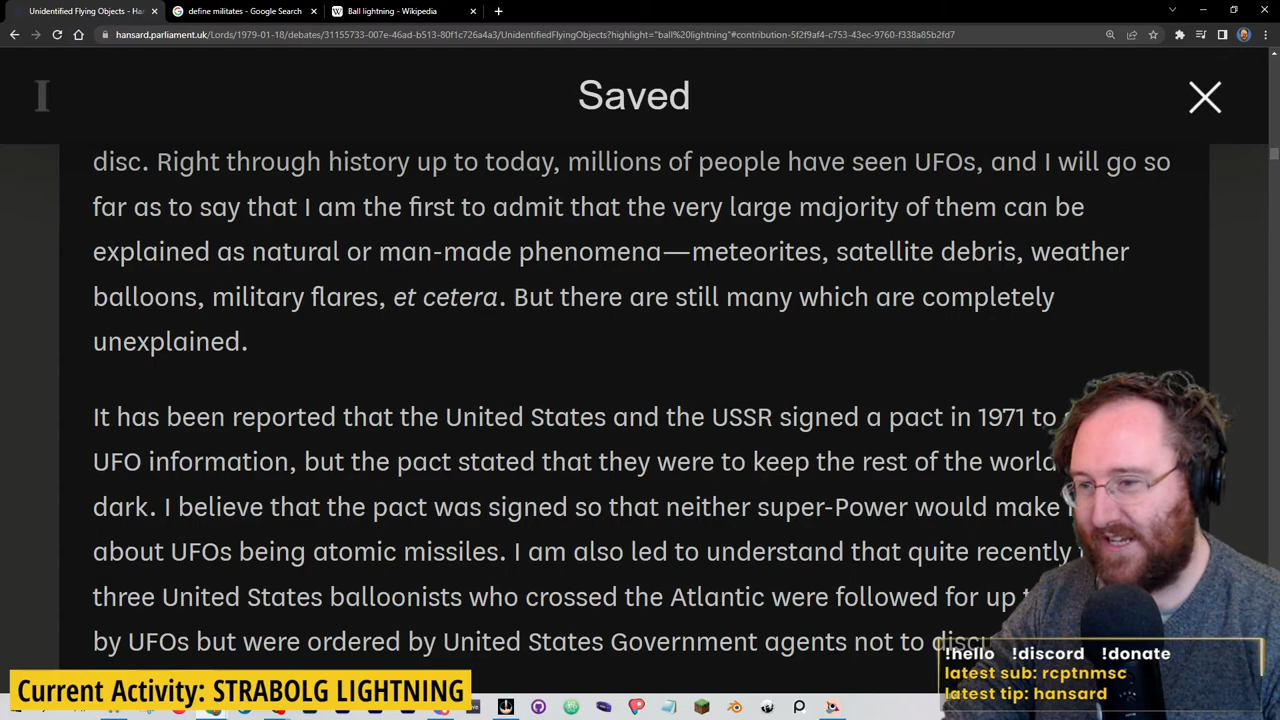 Unidentified Flying Objects - Han
define militates - Google Search
Ball lightning - Wikipedia
hansard.parliament.uk/Lords/1979-01-18/debates/31155733-007e-46ad-b513-80f1c726a4a3/UnidentifiedFlyingObjects?highlight="ball%20lightning"#contribution-5f2f9af4-c753-43ec-9760-f338a85b2fd7
I
Saved
disc. Right through history up to today, millions of people have seen UFOs, and I will go so
far as to say that I am the first to admit that the very large majority of them can be
explained as natural or man-made phenomena—meteorites, satellite debris, weather
balloons, military flares, et cetera. But there are still many which are completely
unexplained.
It has been reported that the United States and the USSR signed a pact in 1971 to
UFO information, but the pact stated that they were to keep the rest of the world
dark. I believe that the pact was signed so that neither super-Power would make
about UFOs being atomic missiles. I am also led to understand that quite recently
three United States balloonists who crossed the Atlantic were followed for up
by UFOs but were ordered by United States Government agents not to
!hello !discord !donate
latest sub: rcptnmsc
latest tip: hansard
Current Activity: STRABOLG LIGHTNING